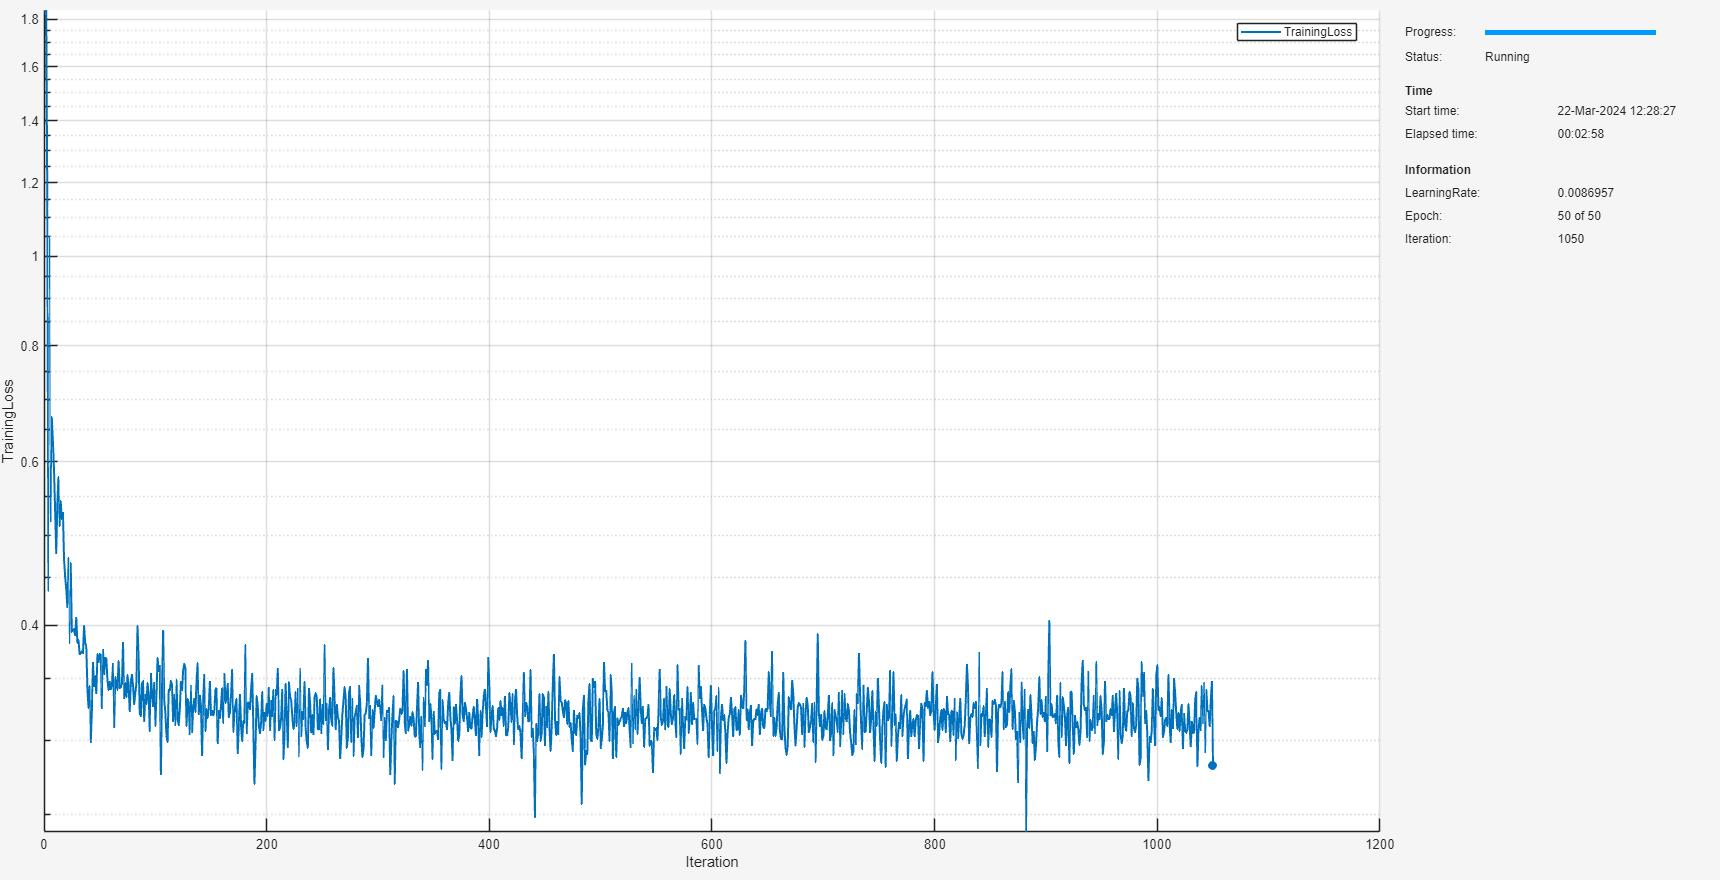 1.8
1.6
1.4
1.2
1
0.8
0.6
0.4
TrainingLoss
0
200
400
600
800
1000
1200
Iteration
TrainingLoss
Progress:
Status: Running
Time
Start time: 22-Mar-2024 12:28:27
Elapsed time: 00:02:58
Information
LearningRate: 0.0086957
Epoch: 50 of 50
Iteration: 1050